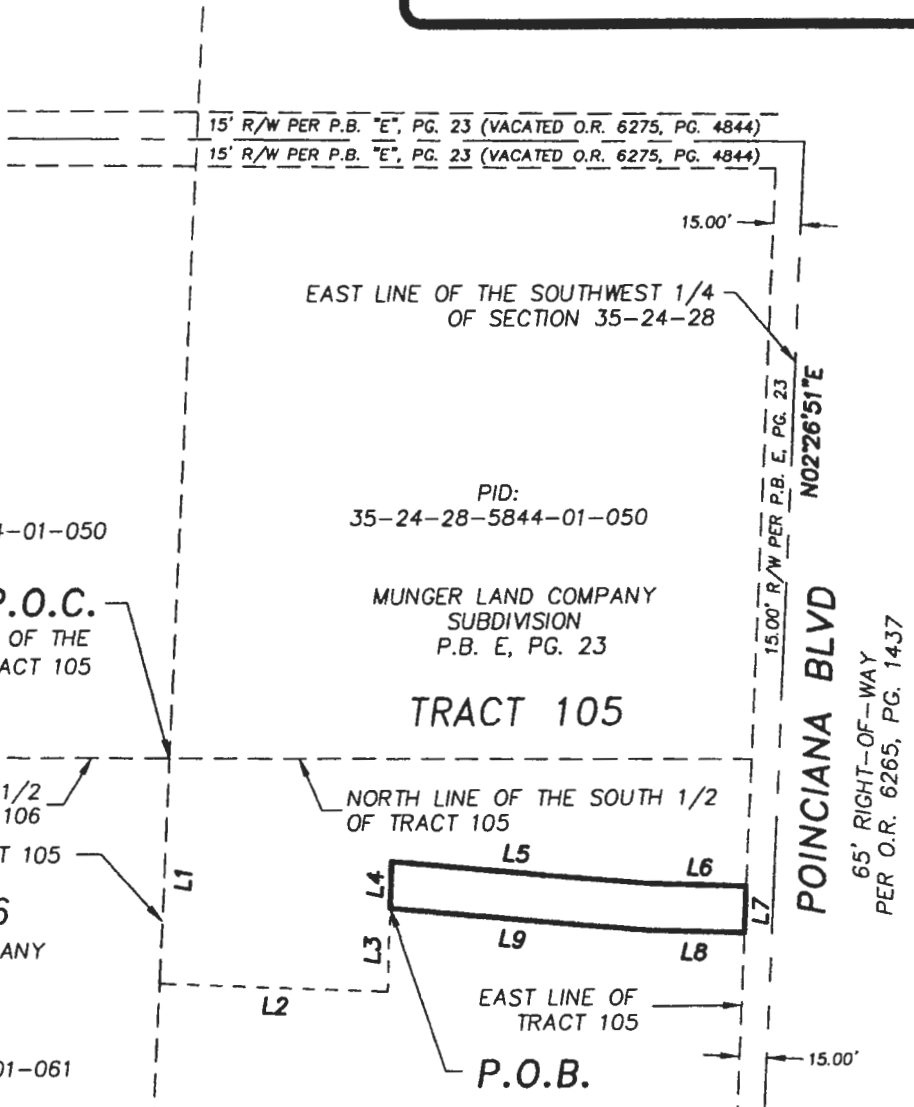 15' R/W PER P.B. "E", PG. 23 (VACATED O.R. 6275, PG. 4844)
15' R/W PER P.B. "E", PG. 23 (VACATED O.R. 6275, PG. 4844)
15.00'
EAST LINE OF THE SOUTHWEST 1/4
OF SECTION 35-24-28
N02°26'51"E
15.00' R/W PER P.B. E, PG. 23
PID:
35-24-28-5844-01-050
-01-050
P.O.C.
OF THE
ACT 105
MUNGER LAND COMPANY
SUBDIVISION
P.B. E, PG. 23
TRACT 105
POINCIANA BLVD
65' RIGHT-OF-WAY
PER O.R. 6265, PG. 1437
1/2
106
NORTH LINE OF THE SOUTH 1/2
OF TRACT 105
T 105
L1
L5
L6
L4
L7
6
ANY
L9
L8
L3
L2
EAST LINE OF
TRACT 105
P.O.B.
15.00'
01-061